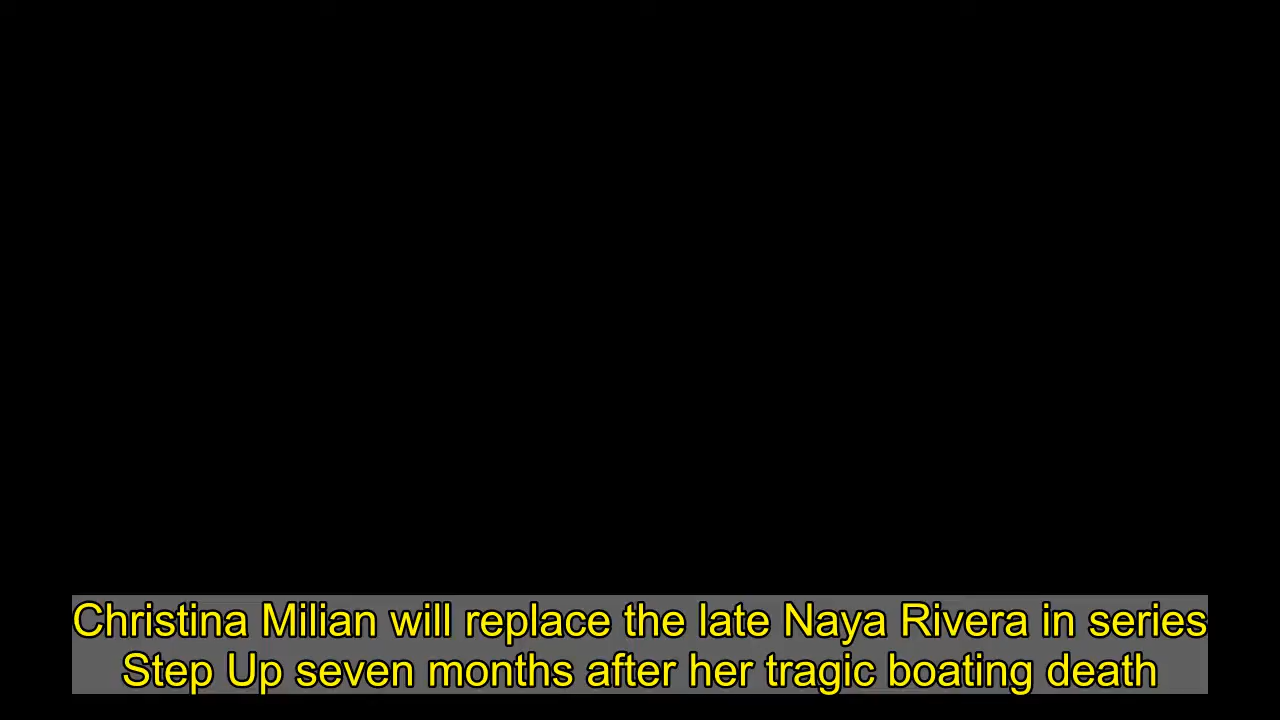 Christina Milian will replace the late Naya Rivera in series
Step Up seven months after her tragic boating death